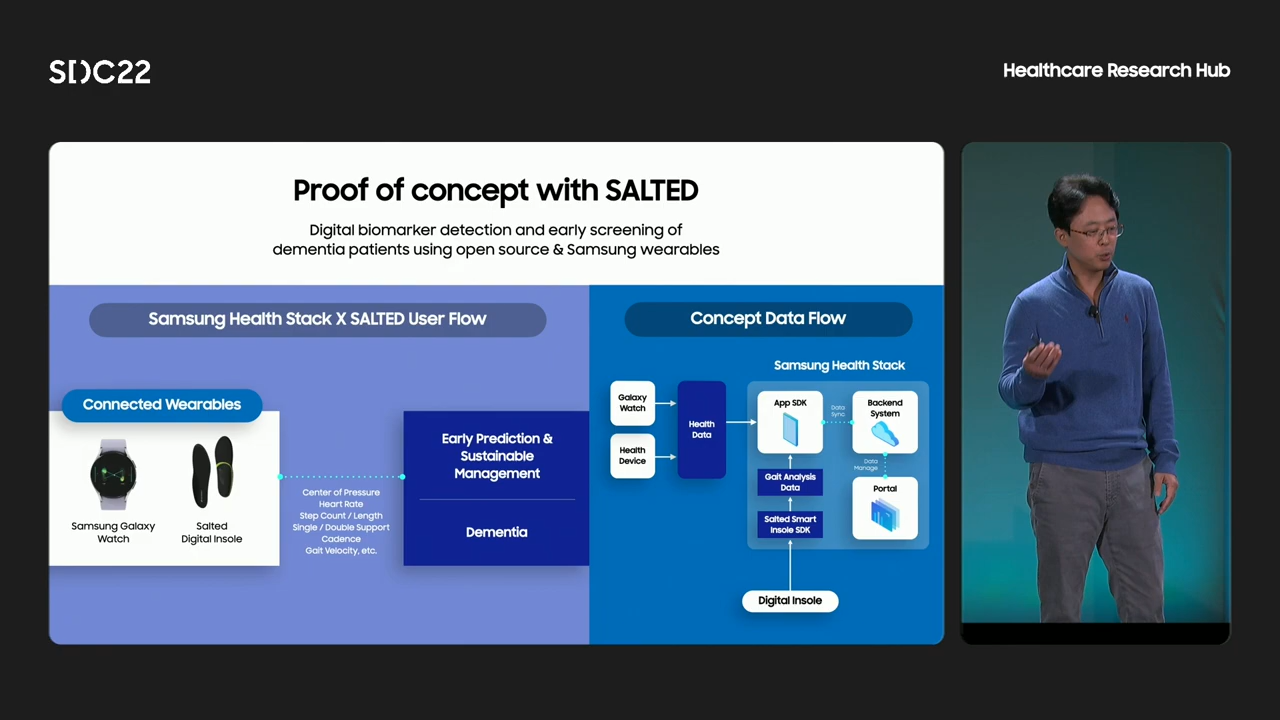 SDC22
Healthcare Research Hub
Proof of concept with SALTED
Digital biomarker detection and early screening of
dementia patients using open source & Samsung wearables
Samsung Health Stack X SALTED User Flow
Connected Wearables
Samsung Galaxy
Watch
Salted
Digital Insole
Center of Pressure
Heart Rate
Step Count / Length
Single / Double Support
Cadence
Gait Velocity, etc.
Early Prediction &
Sustainable
Management
Dementia
Concept Data Flow
Samsung Health Stack
Galaxy
Watch
Health
Device
Health
Data
App SDK
Data
Sync
Backend
System
Gait Analysis
Data
Data
Manage
Salted Smart
Insole SDK
Portal
Digital Insole